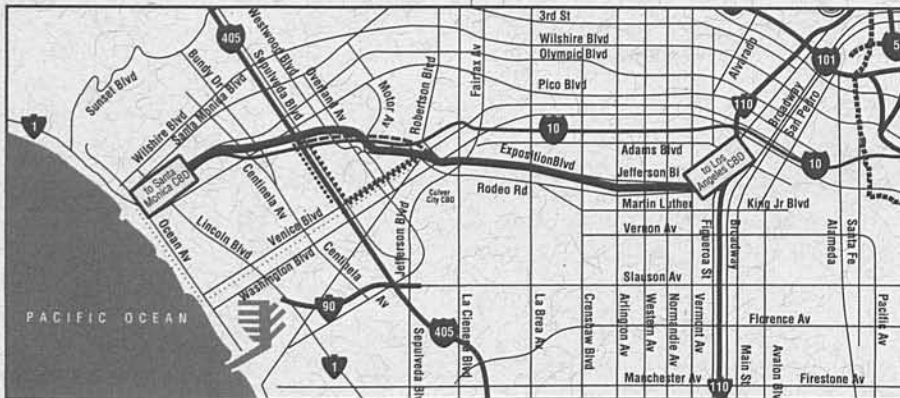 3rd St
Wilshire Blvd
Olympic Blvd
Pico Blvd
405
Westwood Blvd
Sepulveda Blvd
Overland Av
Motor Av
Robertson Blvd
Fairfax Av
Alvarado
101
5
110
Broadway
San Pedro
Sunset Blvd
Bundy Dr
Santa Monica Blvd
Wilshire Blvd
1
10
Adams Blvd
10
Exposition Blvd
Jefferson Bl
to Los
Angeles CBD
to Santa
Monica CBD
Centinela Av
Culver
City CBD
Rodeo Rd
Martin Luther
King Jr Blvd
Ocean Av
Lincoln Blvd
Venice Blvd
Washington Blvd
Centinela
Av
Jefferson Blvd
Vernon Av
Figueroa St
Broadway
Alameda
Santa Fe
Slauson Av
90
PACIFIC OCEAN
La Cienega Blvd
La Brea Av
Crenshaw Blvd
Arlington Av
Western Av
Normandie Av
Vermont Av
Florence Av
Pacific Av
405
Sepulveda Bl
1
Manchester Av
110
Main St
Avalon Blv
Firestone Av